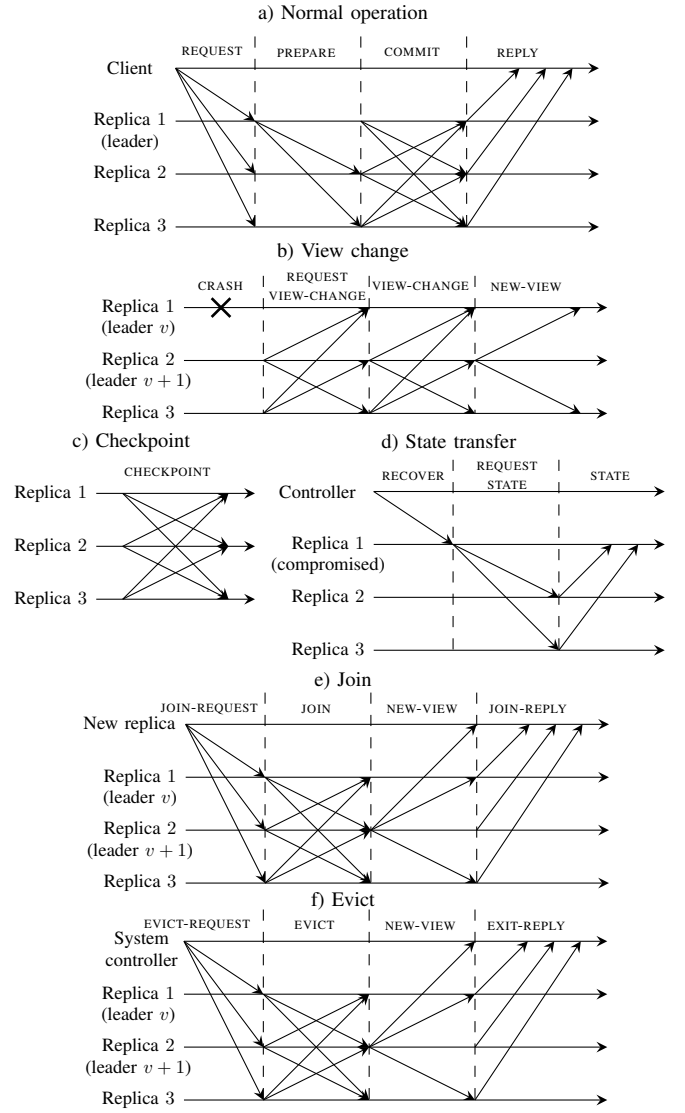 a) Normal operation
REQUEST PREPARE COMMIT REPLY
Client
Replica 1
(leader)
Replica 2
Replica 3
b) View change
CRASH REQUEST VIEW-CHANGE VIEW-CHANGE NEW-VIEW
Replica 1
(leader v)
Replica 2
(leader v + 1)
Replica 3
c) Checkpoint
CHECKPOINT
Replica 1
Replica 2
Replica 3
d) State transfer
RECOVER REQUEST STATE STATE
Controller
Replica 1
(compromised)
Replica 2
Replica 3
e) Join
JOIN-REQUEST JOIN NEW-VIEW JOIN-REPLY
New replica
Replica 1
(leader v)
Replica 2
(leader v + 1)
Replica 3
f) Evict
EVICT-REQUEST EVICT NEW-VIEW EXIT-REPLY
System
controller
Replica 1
(leader v)
Replica 2
(leader v + 1)
Replica 3